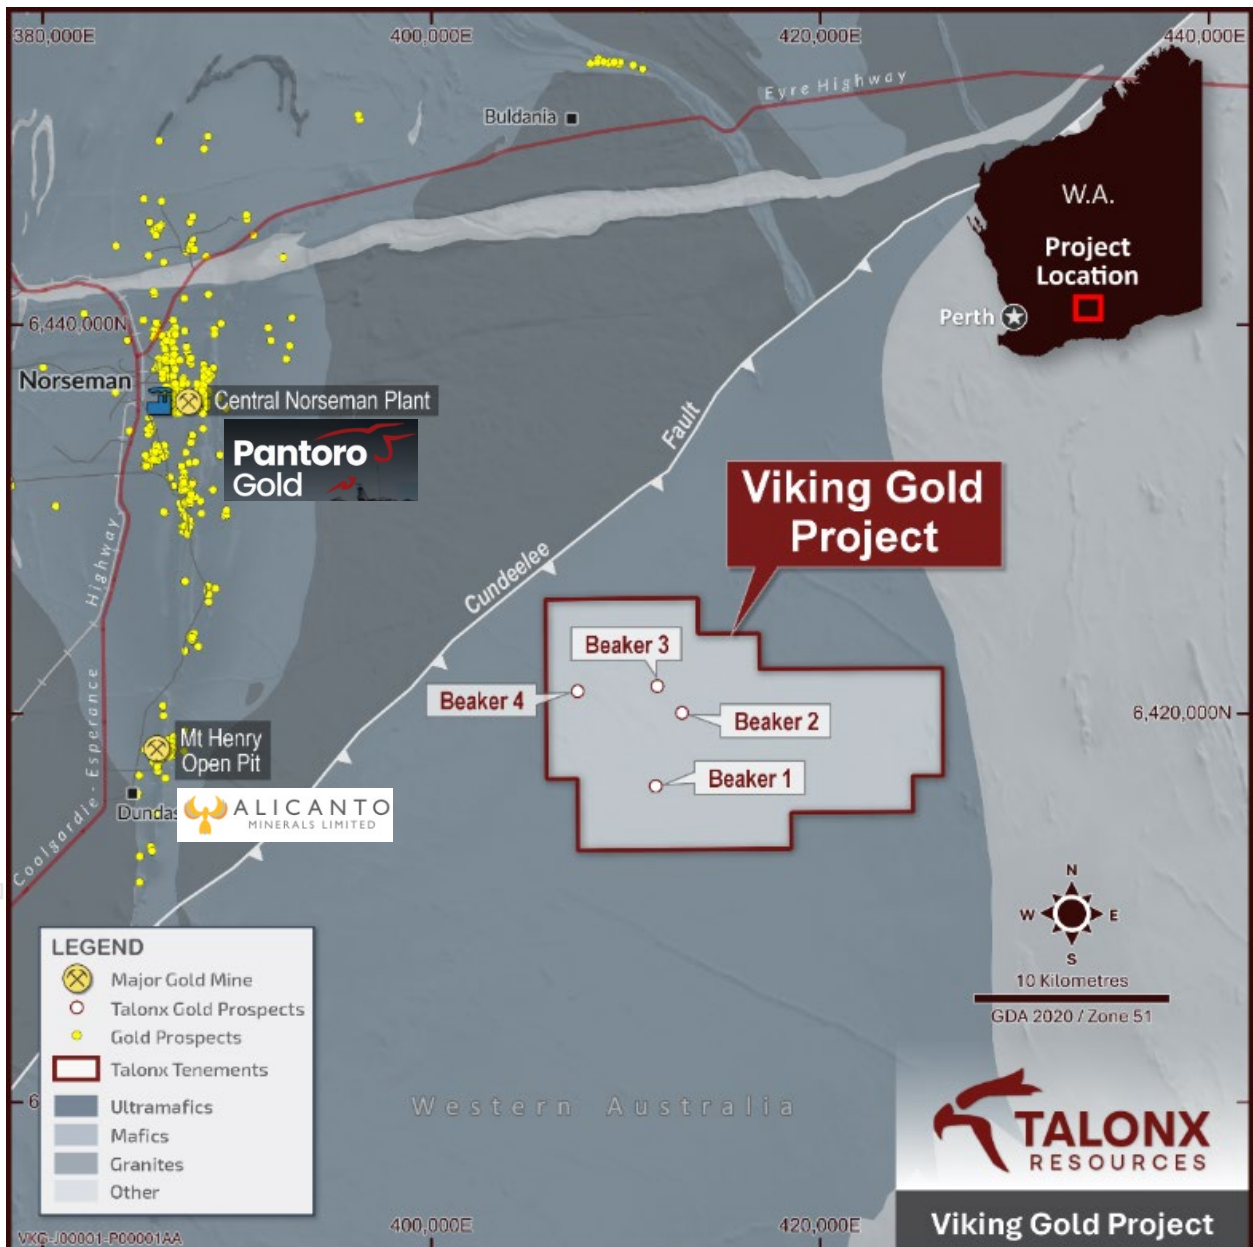 380,000E
400,000E
420,000E
440,000E
Eyre Highway
Buldania
W.A.
Project
Location
Perth
6,440,000N
Norseman
Central Norseman Plant
Pantoro
Gold
Fault
Cundeelee
Viking Gold
Project
Highway
Coolgardie - Esperance
Beaker 3
Beaker 4
Beaker 2
Beaker 1
6,420,000N
Mt Henry
Open Pit
Dundas
ALICANTO
MINERALS LIMITED
N
W
E
S
10 Kilometres
GDA 2020 / Zone 51
LEGEND
Major Gold Mine
Talonx Gold Prospects
Gold Prospects
Talonx Tenements
Ultramafics
Mafics
Granites
Other
6
Western Australia
TALONX
RESOURCES
400,000E
420,000E
Viking Gold Project
VKG-J00001-P00001AA